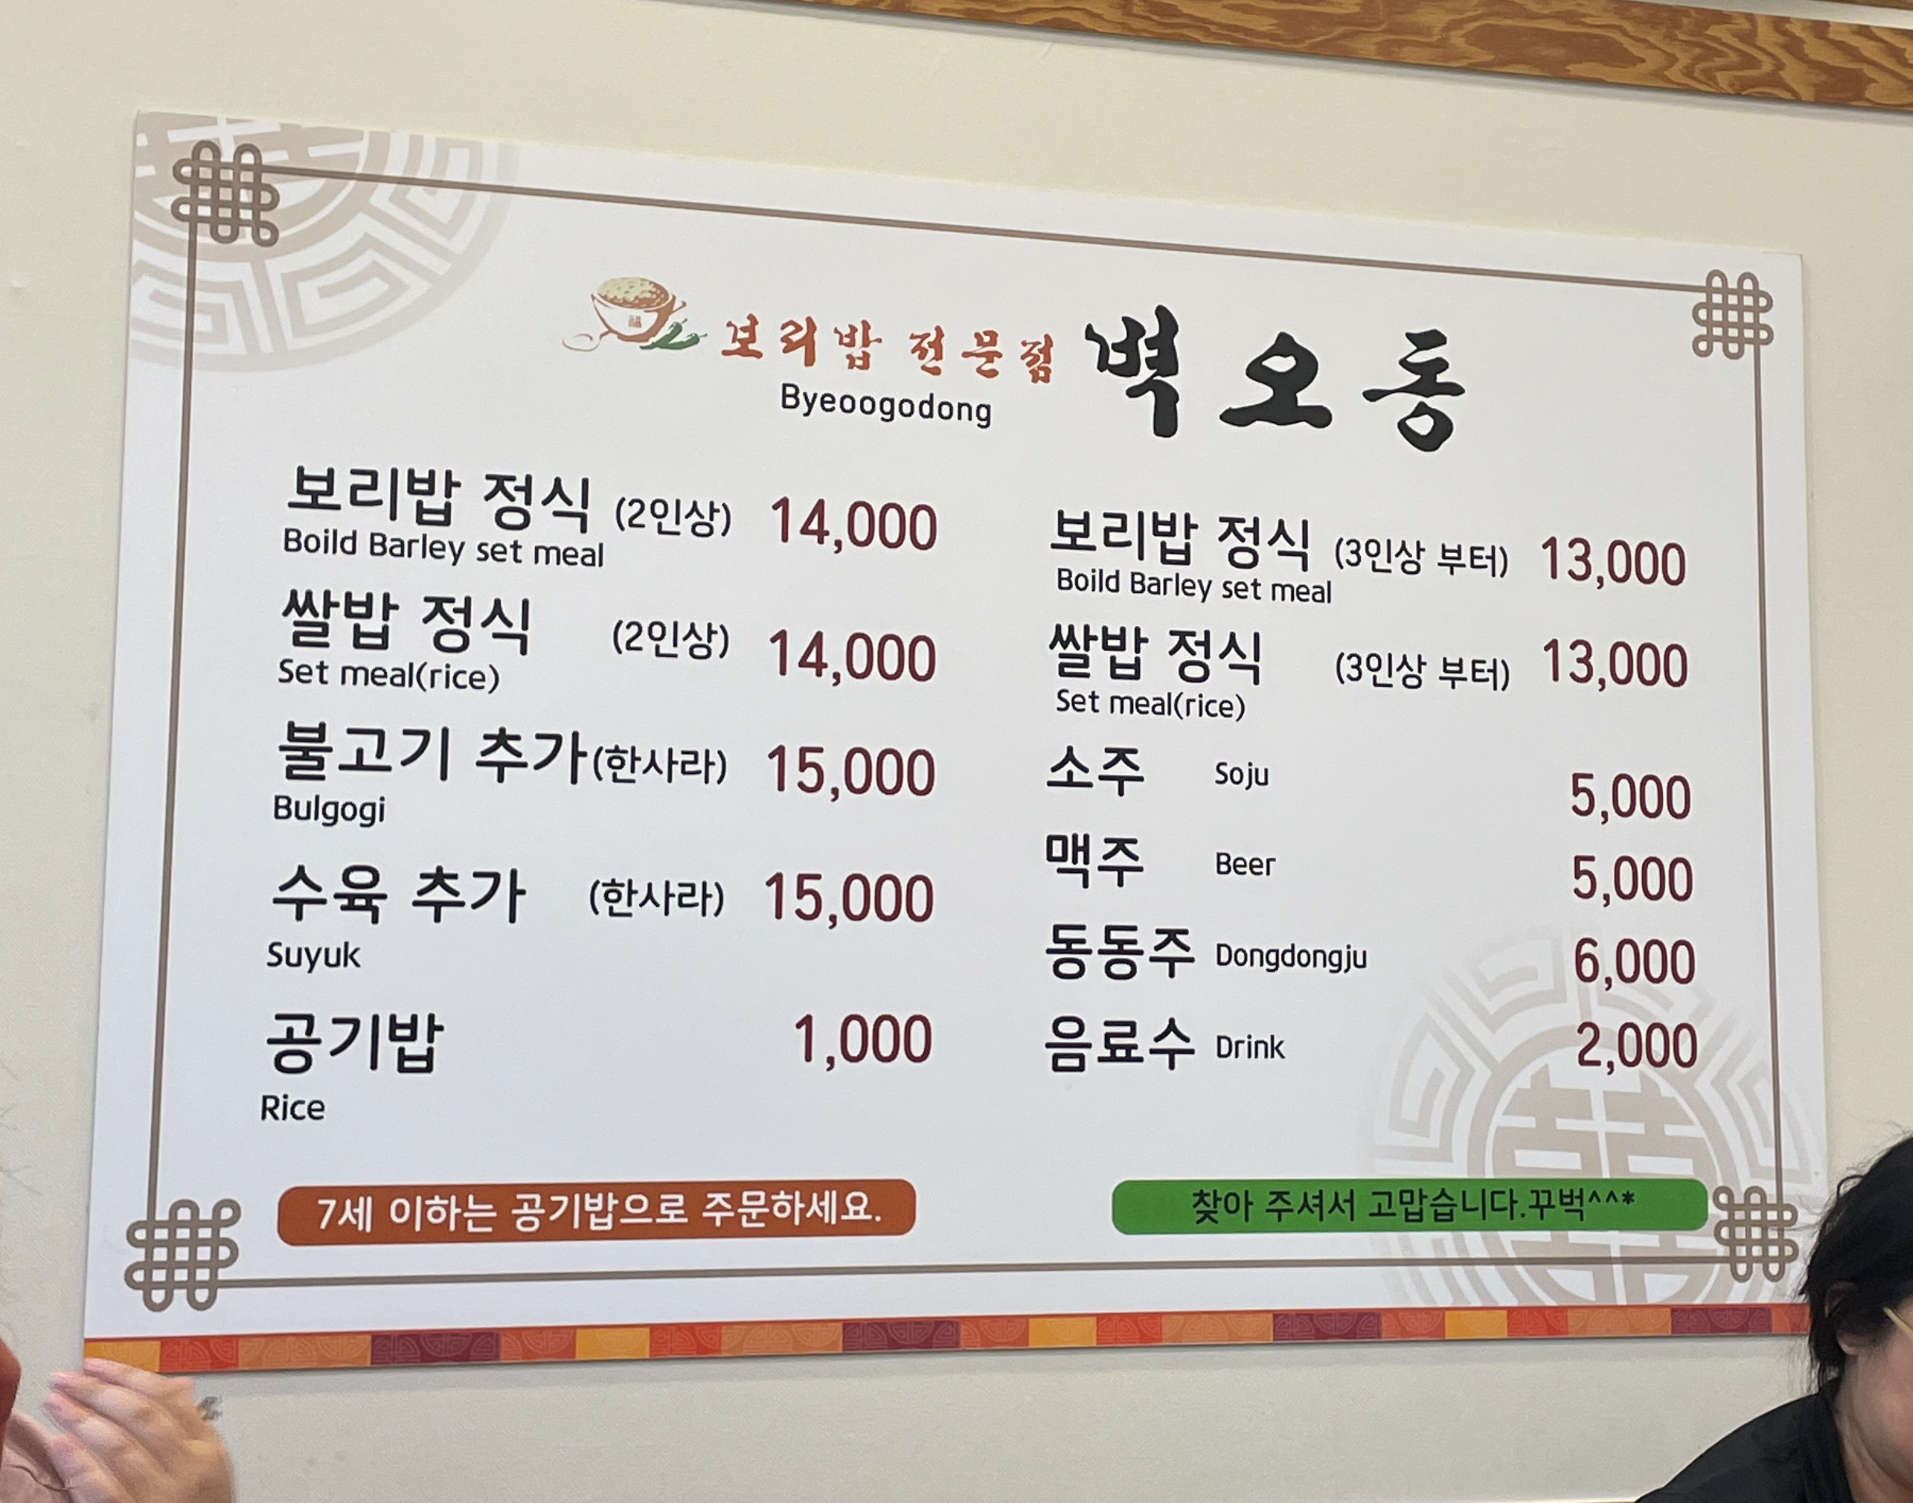 보리밥 전문점 벽오동
Byeoogodong
보리밥 정식 (2인상) 14,000
Boild Barley set meal
쌀밥 정식 (2인상) 14,000
Set meal(rice)
불고기 추가(한사라) 15,000
Bulgogi
수육 추가 (한사라) 15,000
Suyuk
공기밥 1,000
Rice
7세 이하는 공기밥으로 주문하세요.
보리밥 정식 (3인상 부터) 13,000
Boild Barley set meal
쌀밥 정식 (3인상 부터) 13,000
Set meal(rice)
소주 Soju 5,000
맥주 Beer 5,000
동동주 Dongdongju 6,000
음료수 Drink 2,000
찾아 주셔서 고맙습니다.꾸벅^^*